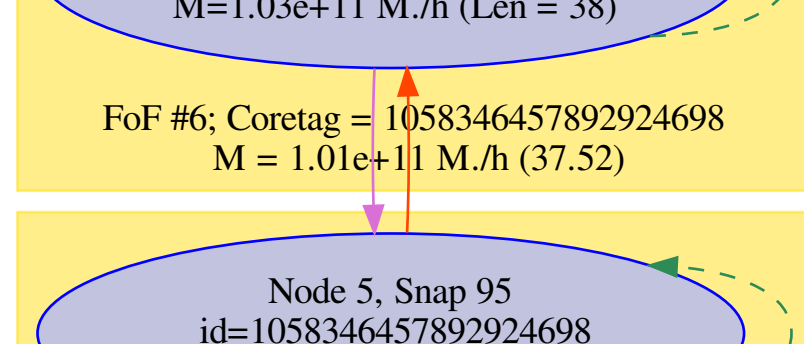 M=1.03e+11 M./h (Len = 38)
FoF #6; Coretag = 1058346457892924698
M = 1.01e+11 M./h (37.52)
Node 5, Snap 95
id=1058346457892924698